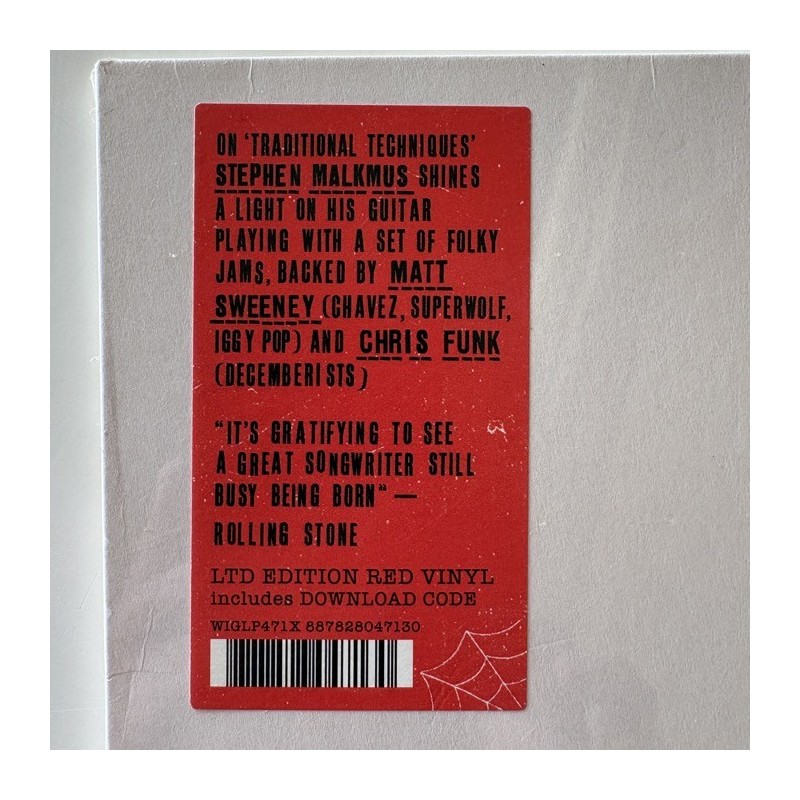 ON 'TRADITIONAL TECHNIQUES'
STEPHEN MALKMUS SHINES
A LIGHT ON HIS GUITAR
PLAYING WITH A SET OF FOLKY
JAMS, BACKED BY MATT
SWEENEY (CHAVEZ, SUPERWOLF,
IGGY POP) AND CHRIS FUNK
(DECEMBERISTS)
"IT'S GRATIFYING TO SEE
A GREAT SONGWRITER STILL
BUSY BEING BORN" —
ROLLING STONE
LTD EDITION RED VINYL
includes DOWNLOAD CODE
WIGLP471X 887828047130